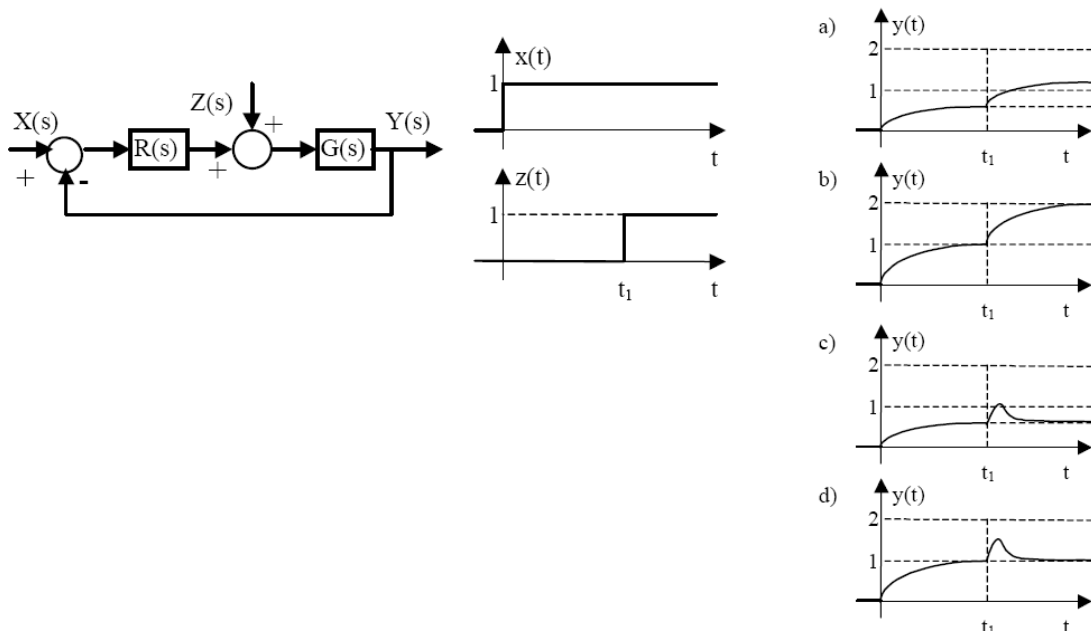 X(s)
+
-
R(s)
+
Z(s)
+
G(s)
Y(s)
x(t)
1
t
z(t)
1
t₁
t
a)
y(t)
2
1
t₁
t
b)
y(t)
2
1
t₁
t
c)
y(t)
2
1
t₁
t
d)
y(t)
2
1
t₁
t